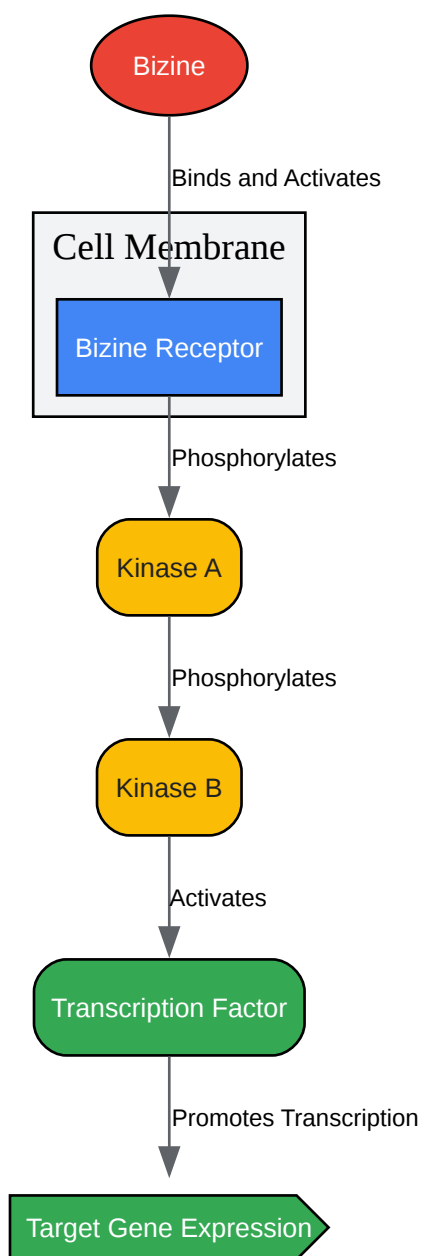 Bizine
Binds and Activates
Cell Membrane
Bizine Receptor
Phosphorylates
Kinase A
Phosphorylates
Kinase B
Activates
Transcription Factor
Promotes Transcription
Target Gene Expression